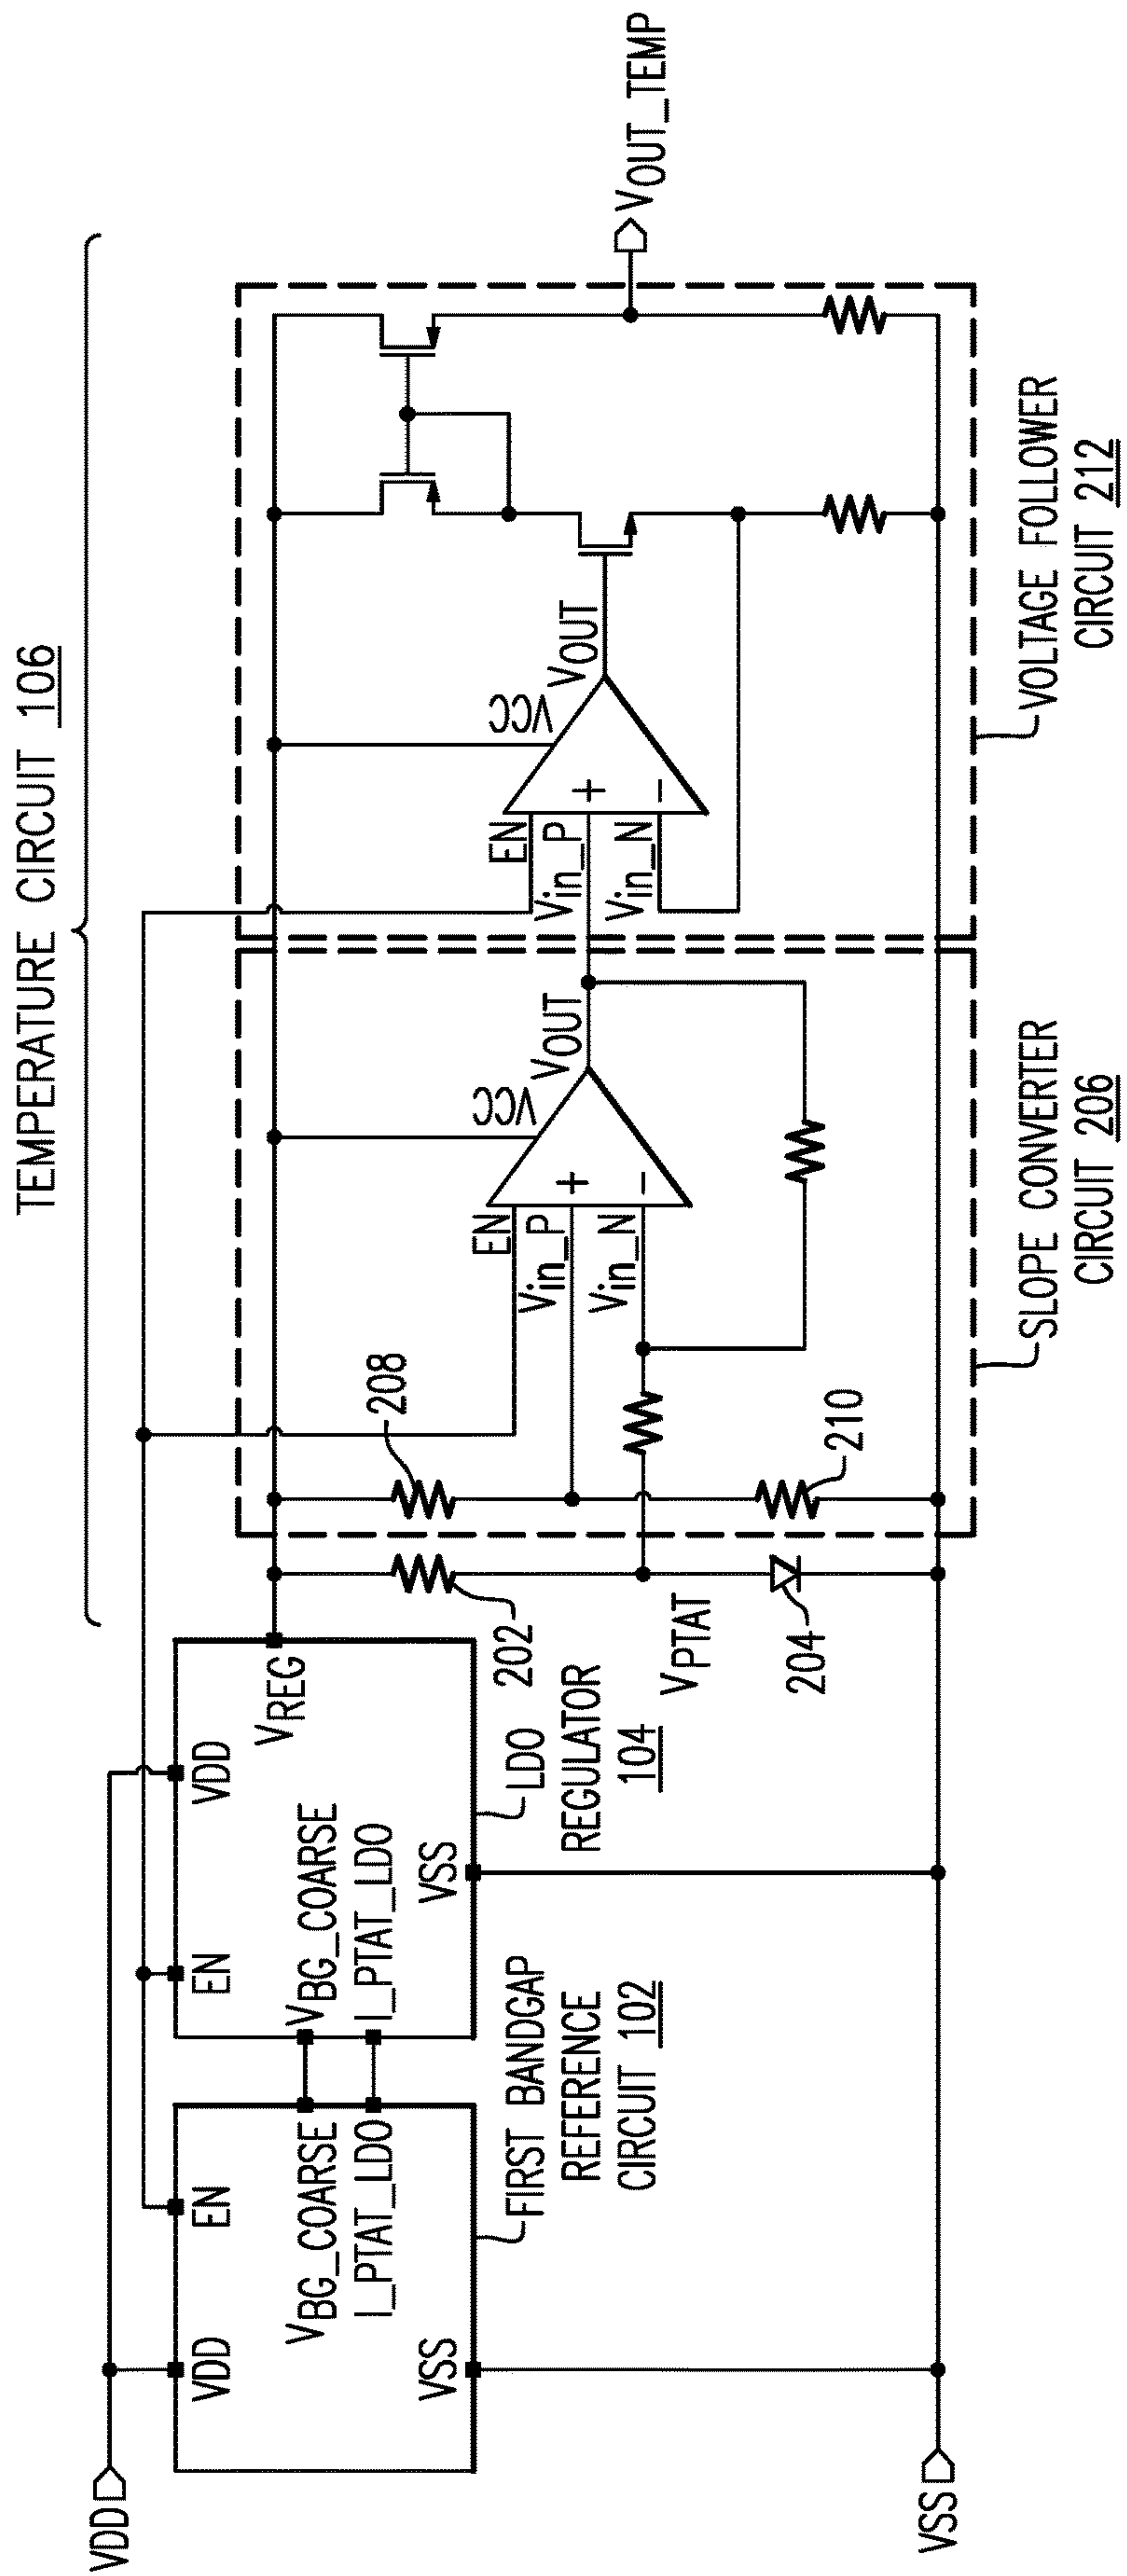 TEMPERATURE CIRCUIT 106
VDD
VDD
EN
VBG_COARSE
I_PTAT_LDO
VSS
FIRST BANDGAP
REFERENCE
CIRCUIT 102
EN
VDD
VREG
VBG_COARSE
I_PTAT_LDO
VSS
LDO
REGULATOR
104
202
VPTAT
204
208
210
EN
Vin_P
Vin_N
+
−
VCC
VOUT
SLOPE CONVERTER
CIRCUIT 206
EN
Vin_P
Vin_N
+
−
VCC
VOUT
VOLTAGE FOLLOWER
CIRCUIT 212
VOUT_TEMP
VSS